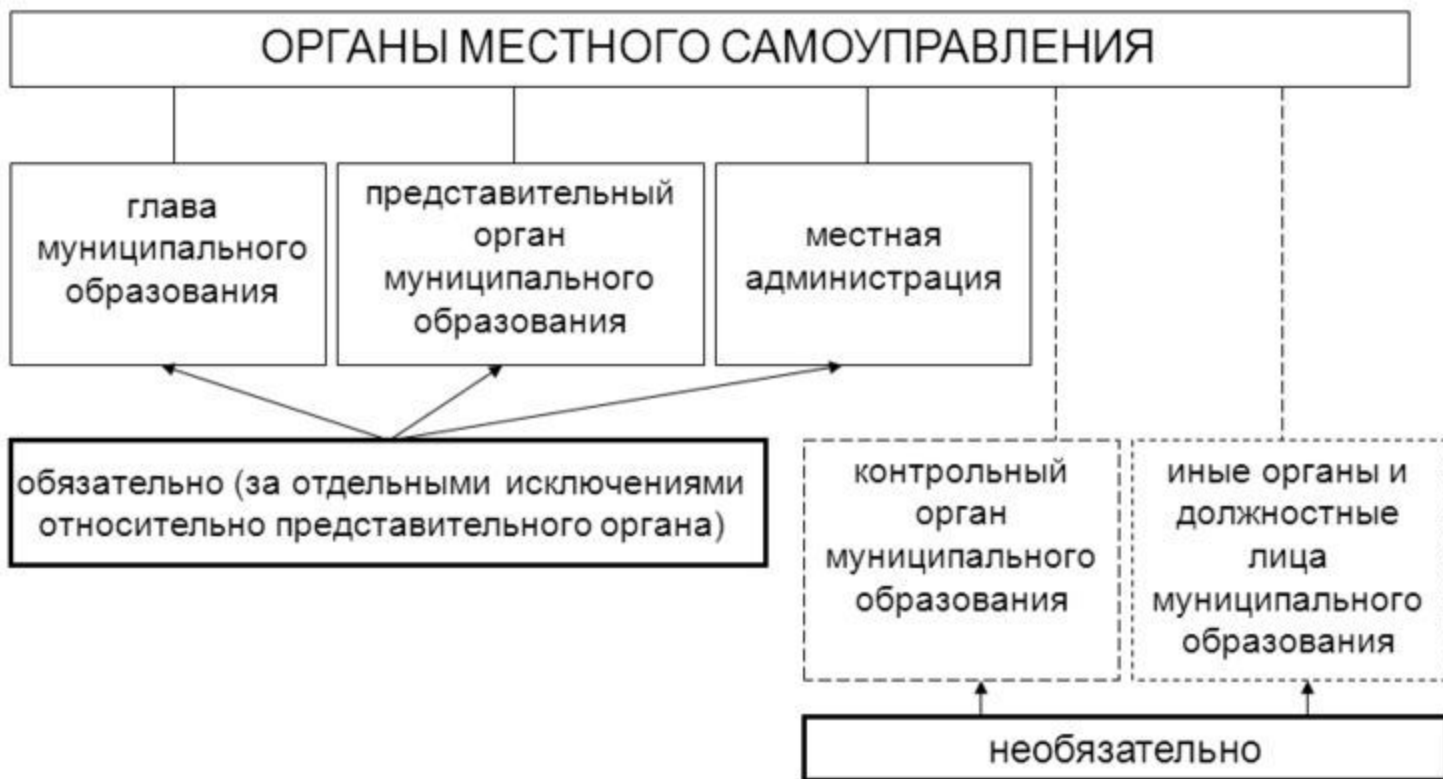 ОРГАНЫ МЕСТНОГО САМОУПРАВЛЕНИЯ
глава
муниципального
образования
представительный
орган
муниципального
образования
местная
администрация
обязательно (за отдельными исключениями
относительно представительного органа)
контрольный
орган
муниципального
образования
иные органы и
должностные
лица
муниципального
образования
необязательно